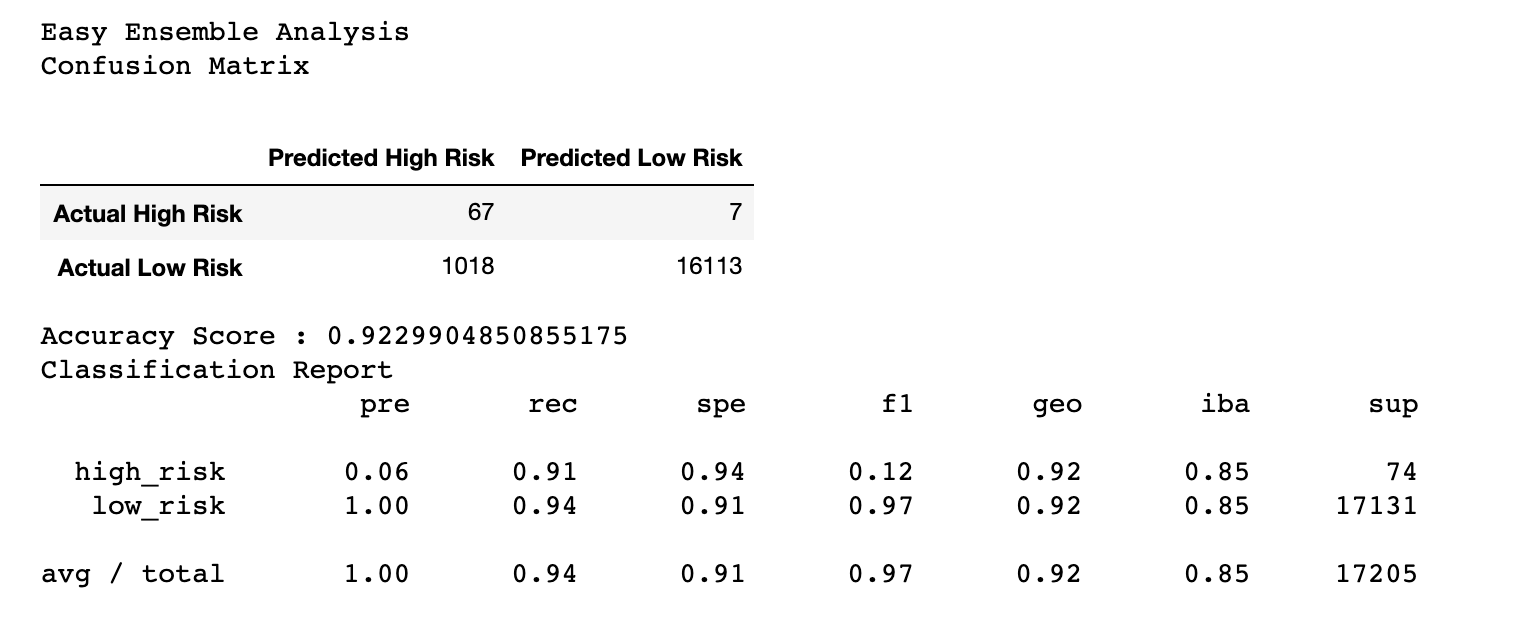 Easy Ensemble Analysis
Confusion Matrix
Predicted High Risk Predicted Low Risk
Actual High Risk 67 7
Actual Low Risk 1018 16113
Accuracy Score : 0.9229904850855175
Classification Report
pre rec spe f1 geo iba sup
high_risk 0.06 0.91 0.94 0.12 0.92 0.85 74
low_risk 1.00 0.94 0.91 0.97 0.92 0.85 17131
avg / total 1.00 0.94 0.91 0.97 0.92 0.85 17205